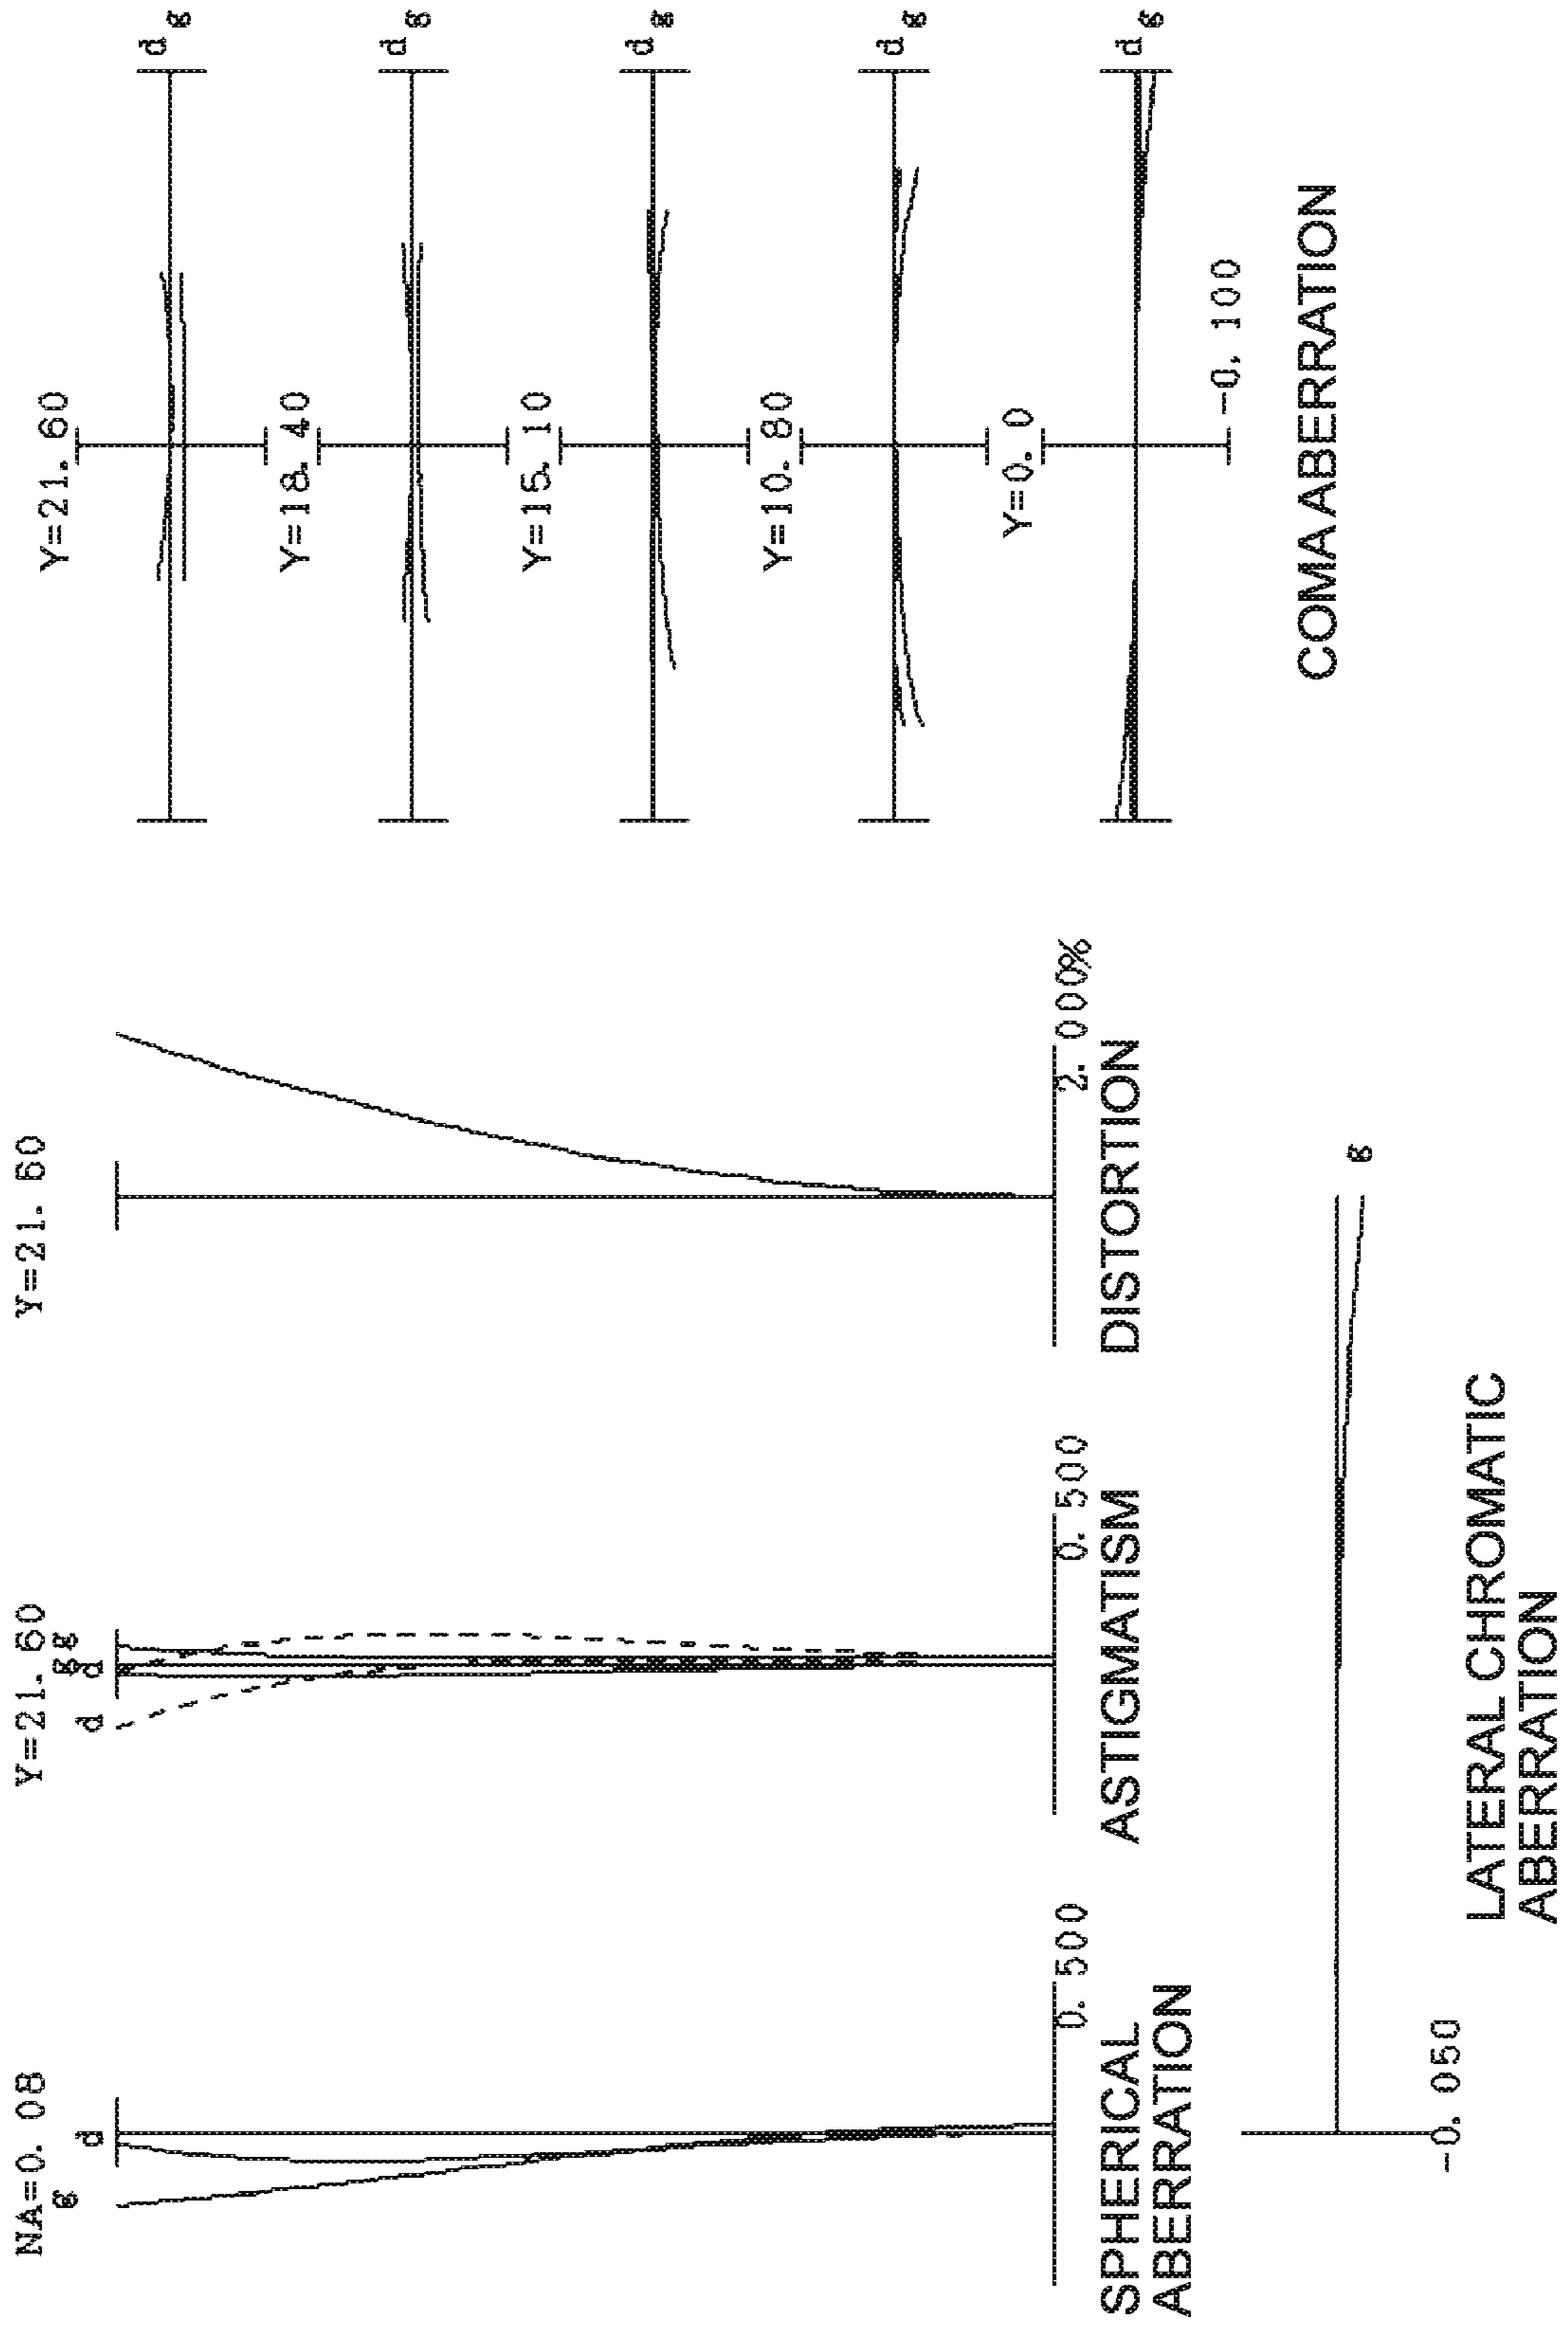 NA=0. 08
g
d
0. 500
SPHERICAL
ABERRATION
Y=21. 60
g g
d
d
0. 500
ASTIGMATISM
Y=21. 60
2. 000%
DISTORTION
Y=21. 60
d
g
Y=18. 40
d
g
Y=15. 10
d
g
Y=10. 80
d
g
Y=0. 0
d
g
-0. 100
COMA ABERRATION
g
-0. 050
LATERAL CHROMATIC
ABERRATION